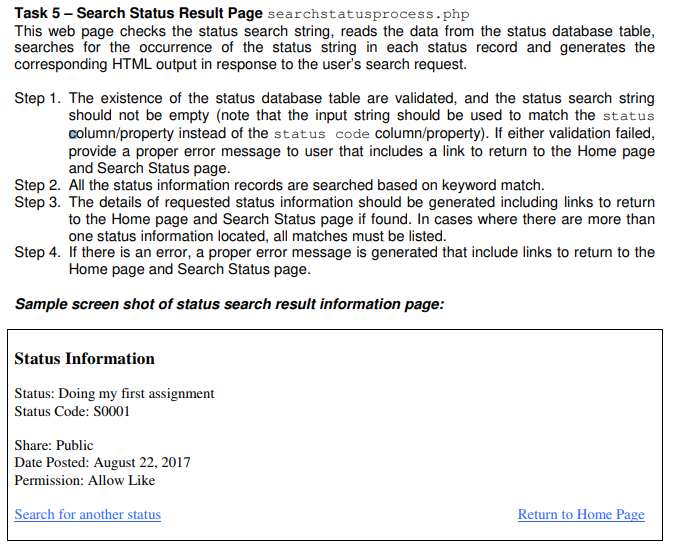 Task 5 – Search Status Result Page searchstatusprocess.php
This web page checks the status search string, reads the data from the status database table,
searches for the occurrence of the status string in each status record and generates the
corresponding HTML output in response to the user's search request.
Step 1. The existence of the status database table are validated, and the status search string
should not be empty (note that the input string should be used to match the status
column/property instead of the status code column/property). If either validation failed,
provide a proper error message to user that includes a link to return to the Home page
and Search Status page.
Step 2. All the status information records are searched based on keyword match.
Step 3. The details of requested status information should be generated including links to return
to the Home page and Search Status page if found. In cases where there are more than
one status information located, all matches must be listed.
Step 4. If there is an error, a proper error message is generated that include links to return to the
Home page and Search Status page.
Sample screen shot of status search result information page:
Status Information
Status: Doing my first assignment
Status Code: S0001
Share: Public
Date Posted: August 22, 2017
Permission: Allow Like
Search for another status Return to Home Page